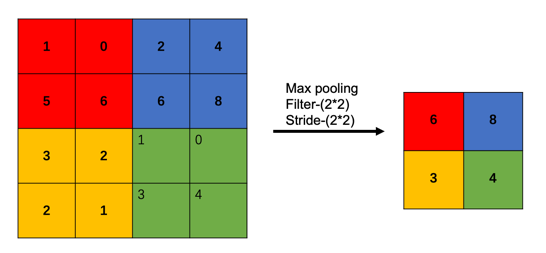 1 0 2 4
5 6 6 8
3 2 1 0
2 1 3 4
Max pooling
Filter-(2*2)
Stride-(2*2)
6 8
3 4